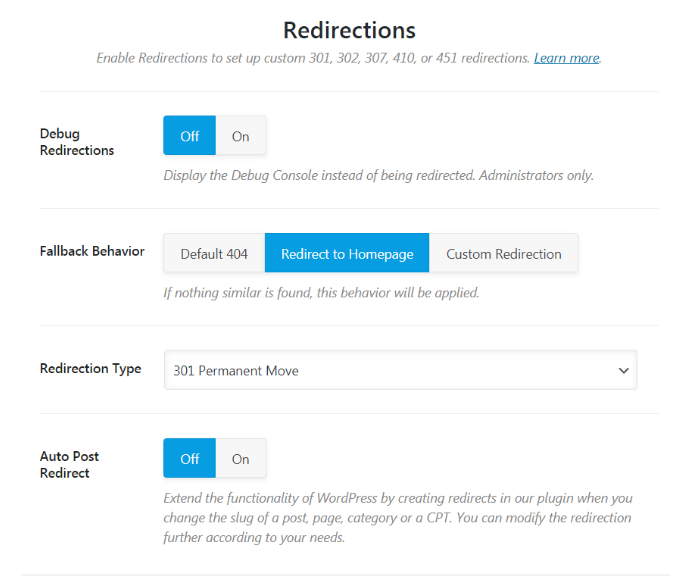 Redirections
Enable Redirections to set up custom 301, 302, 307, 410, or 451 redirections. Learn more.
Debug
Redirections
Off
On
Display the Debug Console instead of being redirected. Administrators only.
Fallback Behavior
Default 404
Redirect to Homepage
Custom Redirection
If nothing similar is found, this behavior will be applied.
Redirection Type
301 Permanent Move
Auto Post
Redirect
Off
On
Extend the functionality of WordPress by creating redirects in our plugin when you
change the slug of a post, page, category or a CPT. You can modify the redirection
further according to your needs.